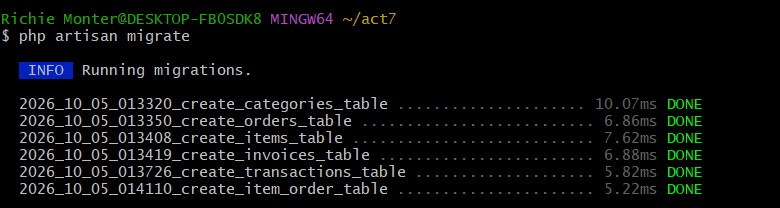 Richie Monter@DESKTOP-FBOSDK8 MINGW64 ~/act7
$ php artisan migrate
INFO Running migrations.
2026_10_05_013320_create_categories_table ..................... 10.07ms DONE
2026_10_05_013350_create_orders_table .......................... 6.86ms DONE
2026_10_05_013408_create_items_table ........................... 7.62ms DONE
2026_10_05_013419_create_invoices_table ........................ 6.88ms DONE
2026_10_05_013726_create_transactions_table .................... 5.82ms DONE
2026_10_05_014110_create_item_order_table ...................... 5.22ms DONE